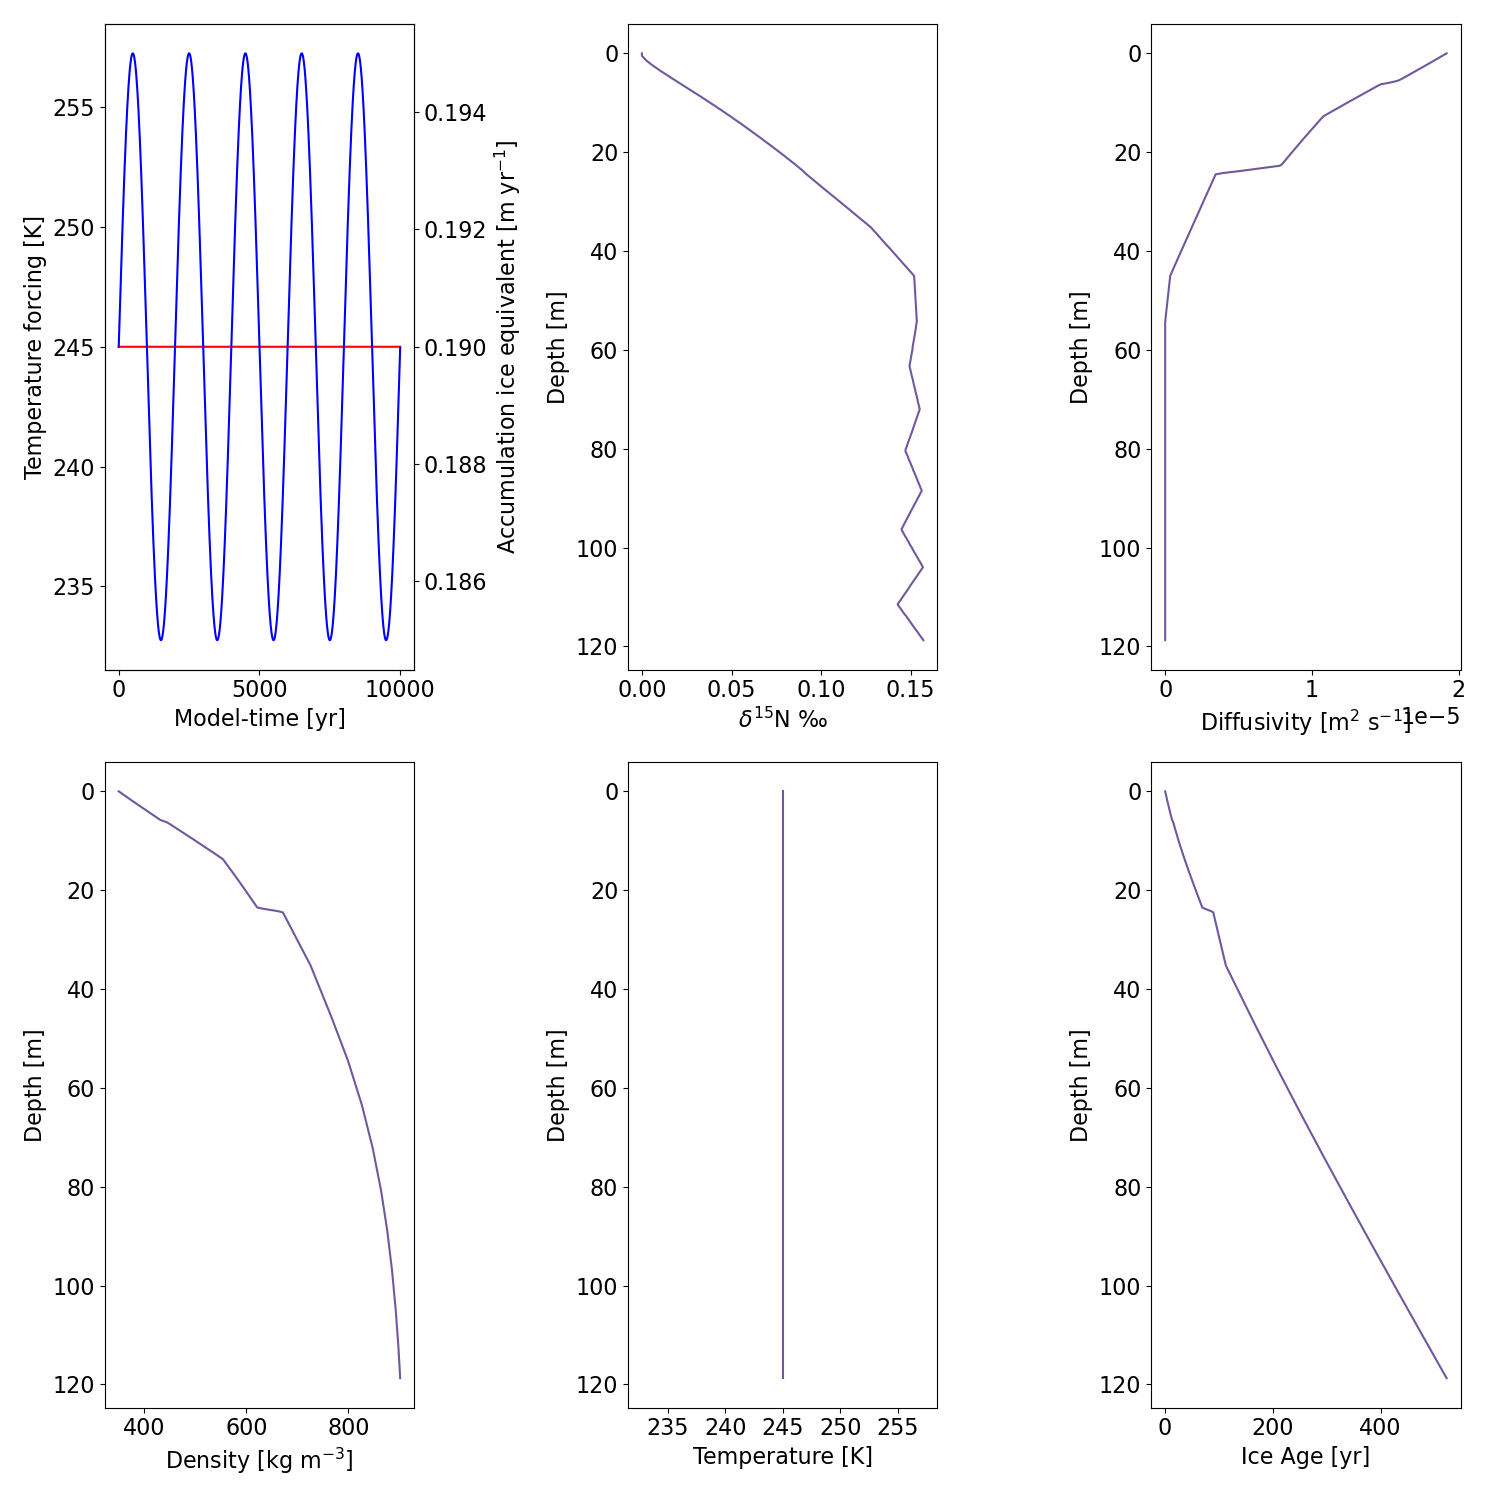 Temperature forcing [K]
255
250
245
240
235
0 5000 10000
Model-time [yr]
0.194
0.192
0.190
0.188
0.186
Accumulation ice equivalent [m yr⁻¹]
Depth [m]
0
20
40
60
80
100
120
0.00 0.05 0.10 0.15
δ¹⁵N ‰
Depth [m]
0
20
40
60
80
100
120
0 1 2
Diffusivity [m² s⁻¹]
1e−5
Depth [m]
0
20
40
60
80
100
120
400 600 800
Density [kg m⁻³]
Depth [m]
0
20
40
60
80
100
120
235 240 245 250 255
Temperature [K]
Depth [m]
0
20
40
60
80
100
120
0 200 400
Ice Age [yr]